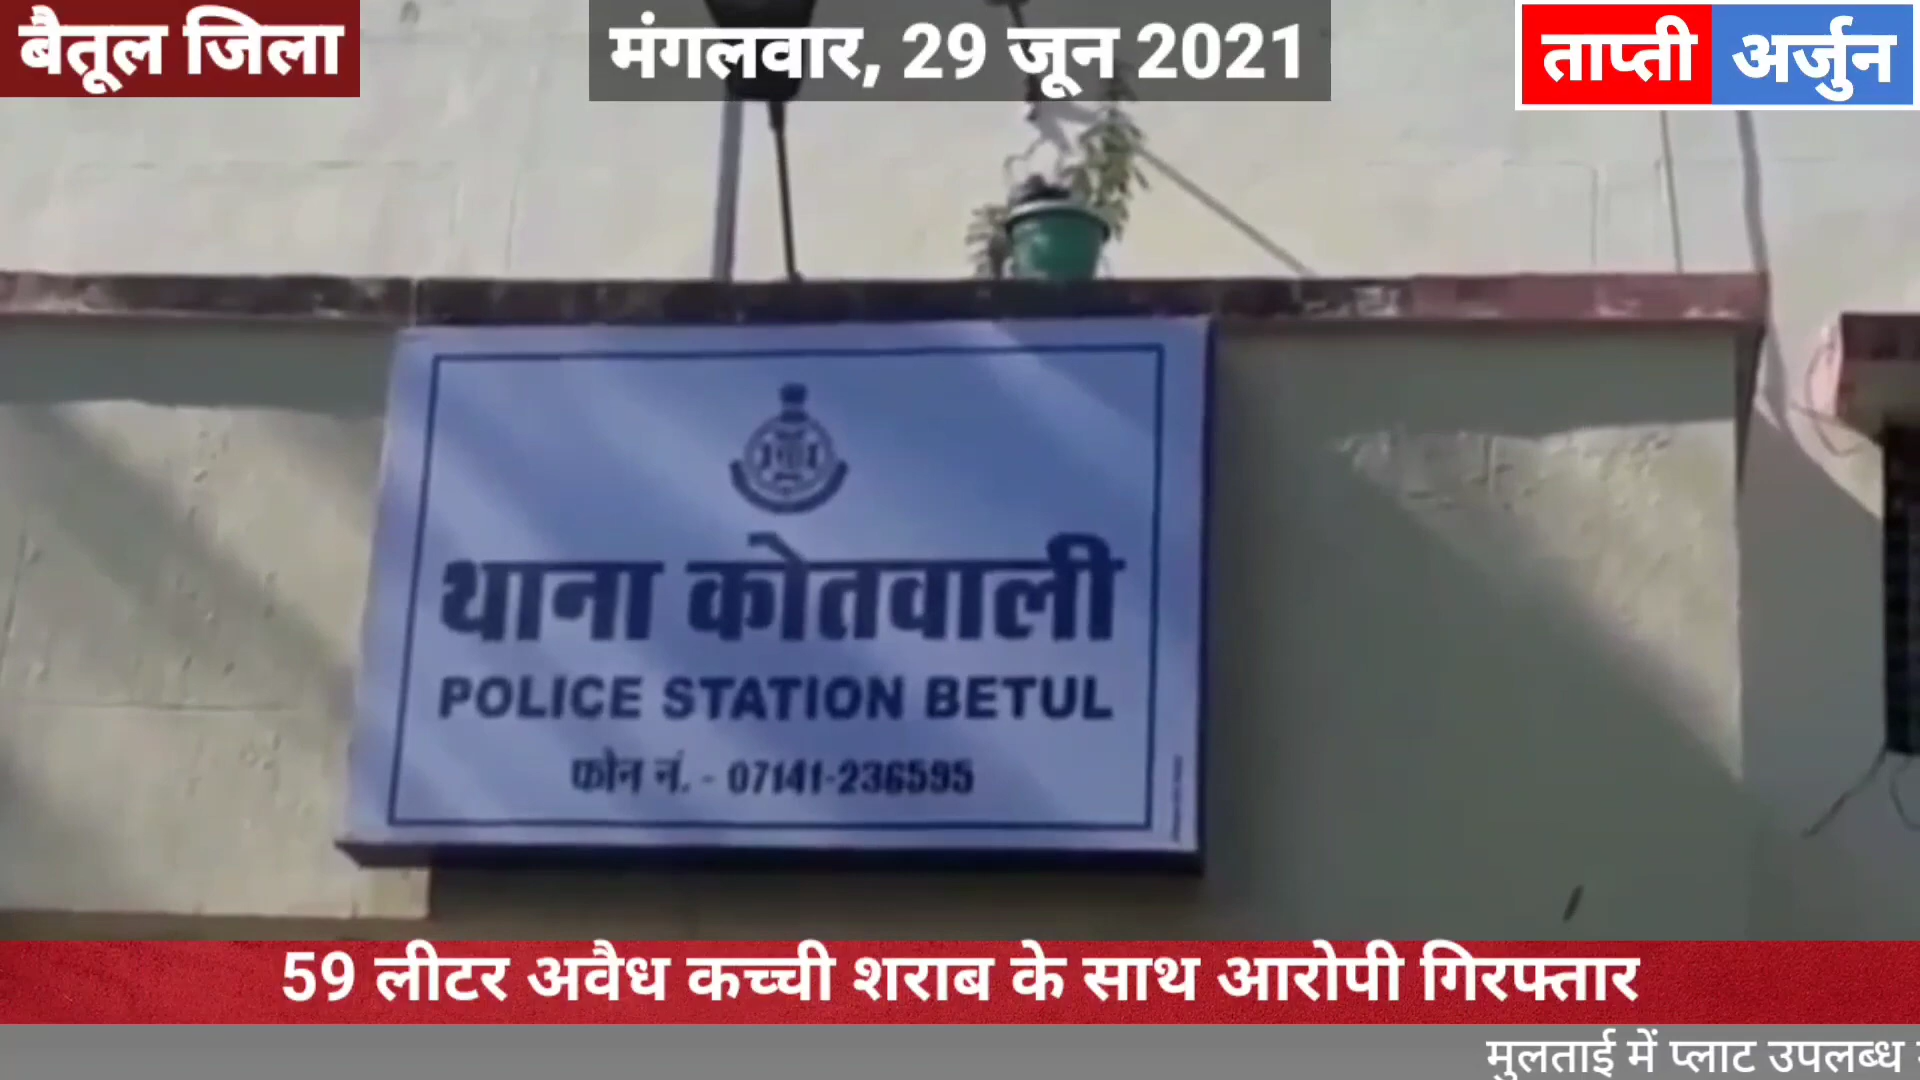 बैतूल जिला
मंगलवार, 29 जून 2021
ताप्ती अर्जुन
थाना कोतवाली
POLICE STATION BETUL
फोन नं. - 07141-236595
59 लीटर अवैध कच्ची शराब के साथ आरोपी गिरफ्तार
मुलताई में प्लाट उपलब्ध